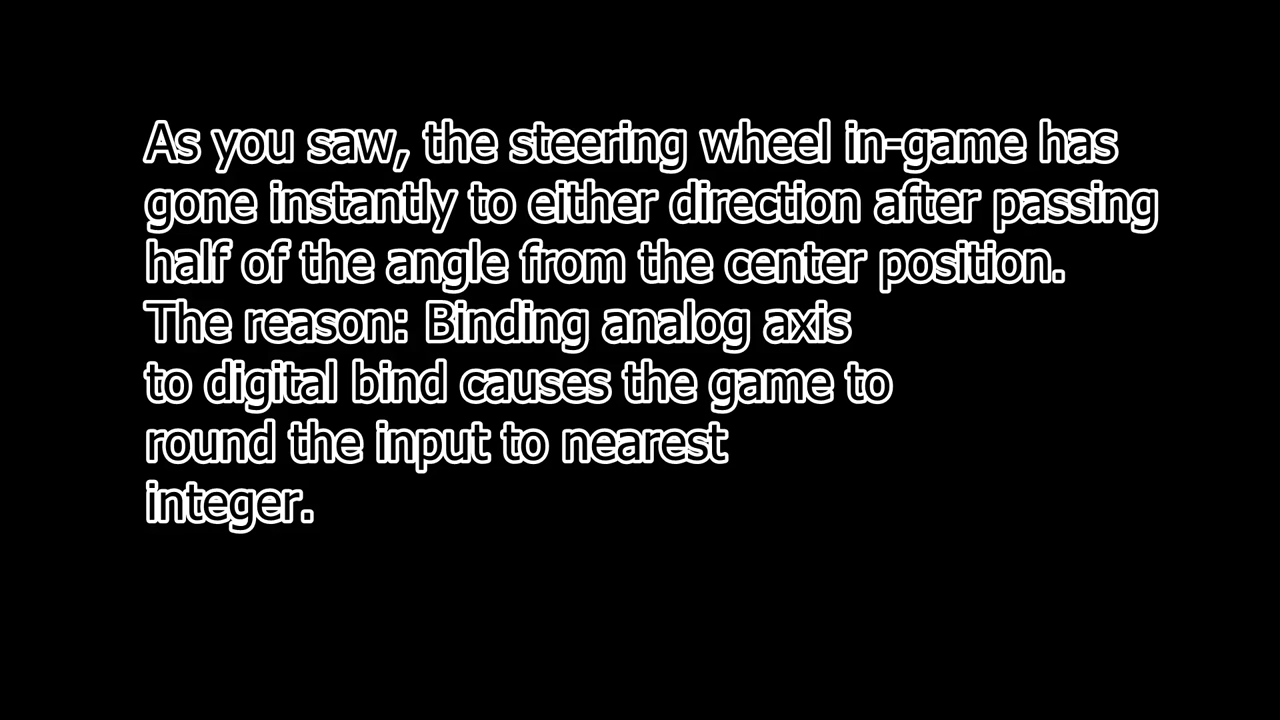 As you saw, the steering wheel in-game has
gone instantly to either direction after passing
half of the angle from the center position.
The reason: Binding analog axis
to digital bind causes the game to
round the input to nearest
integer.